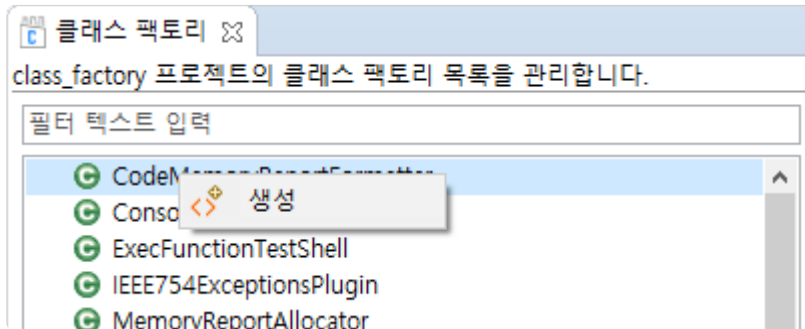 클래스 팩토리
class_factory 프로젝트의 클래스 팩토리 목록을 관리합니다.
필터 텍스트 입력
CodeMemoryReportFormatter
생성
Conso
ExecFunctionTestShell
IEEE754ExceptionsPlugin
MemoryReportAllocator